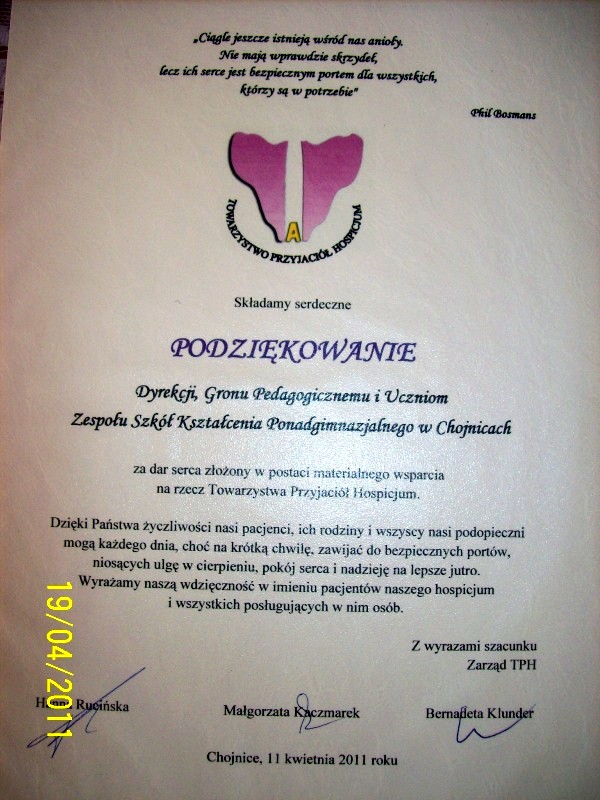 „Ciągle jeszcze istnieją wśród nas anioły.
Nie mają wprawdzie skrzydeł,
lecz ich serce jest bezpiecznym portem dla wszystkich,
którzy są w potrzebie"
Phil Bosmans
A
TOWARZYSTWO PRZYJACIÓŁ HOSPICJUM
Składamy serdeczne
PODZIĘKOWANIE
Dyrekcji, Gronu Pedagogicznemu i Uczniom
Zespołu Szkół Kształcenia Ponadgimnazjalnego w Chojnicach
za dar serca złożony w postaci materialnego wsparcia
na rzecz Towarzystwa Przyjaciół Hospicjum.
Dzięki Państwa życzliwości nasi pacjenci, ich rodziny i wszyscy nasi podopieczni
mogą każdego dnia, choć na krótką chwilę, zawijać do bezpiecznych portów,
niosących ulgę w cierpieniu, pokój serca i nadzieję na lepsze jutro.
Wyrażamy naszą wdzięczność w imieniu pacjentów naszego hospicjum
i wszystkich posługujących w nim osób.
Z wyrazami szacunku
Zarząd TPH
Hanna Rucińska
Małgorzata Kaczmarek
Bernadeta Klunder
Chojnice, 11 kwietnia 2011 roku
19/04/2011